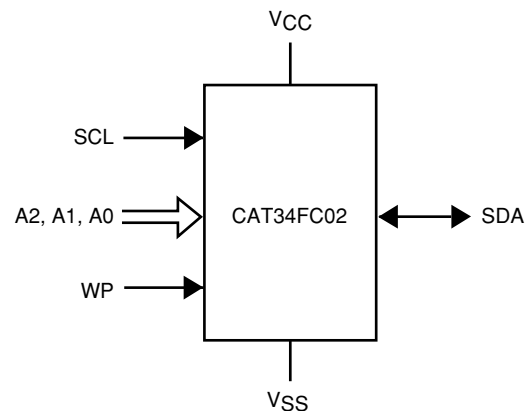 VCC
SCL
A2, A1, A0
CAT34FC02
SDA
WP
VSS